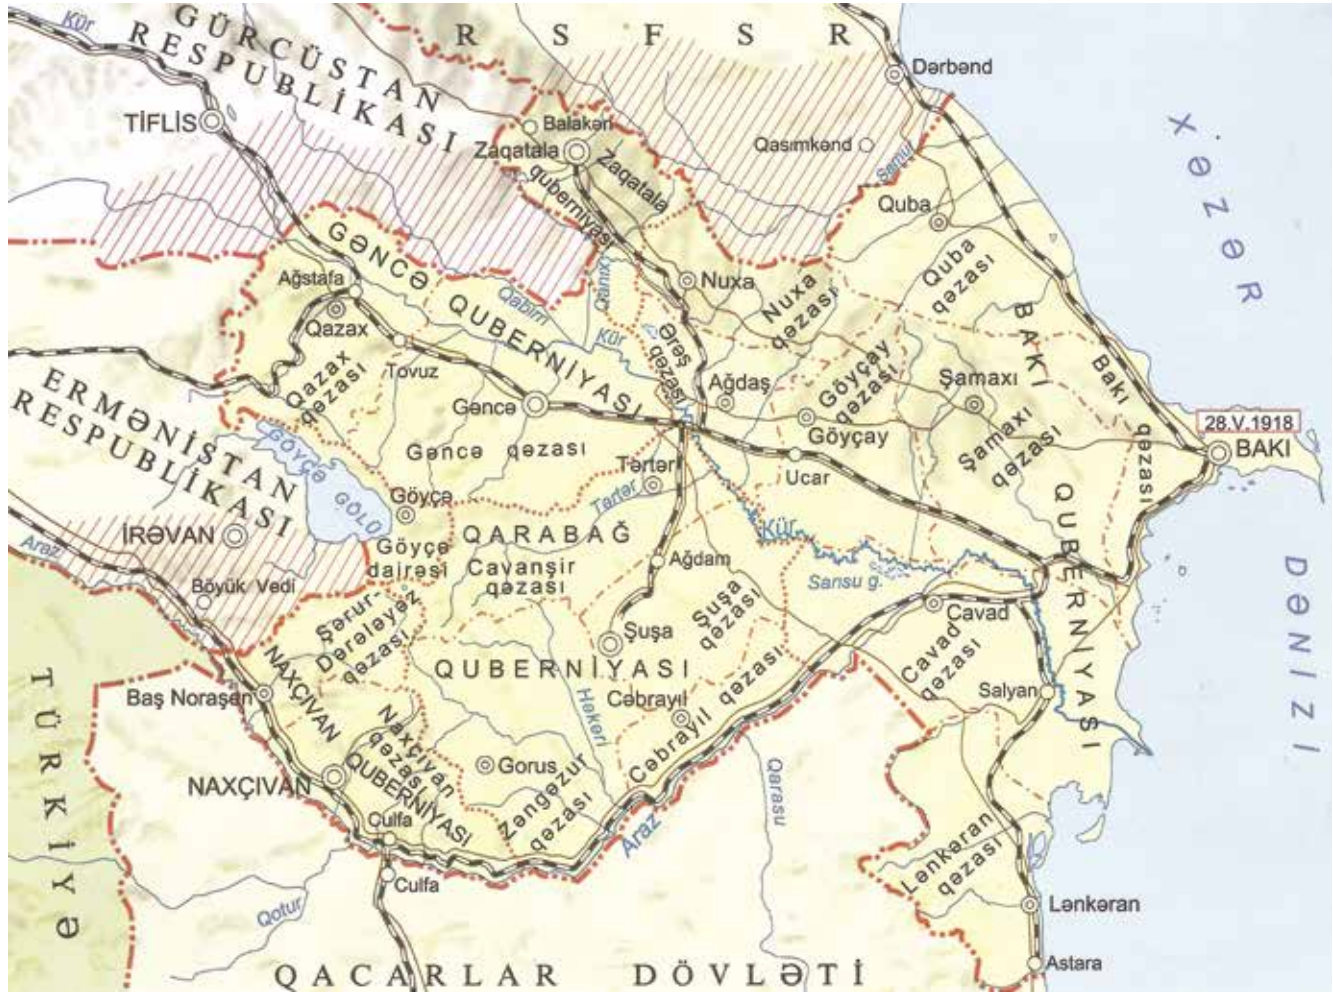 Kür
GÜRCÜSTAN
RESPUBLİKASI
R S F S R
Dərbənd
TİFLİS
Balakən
Zaqatala
Zaqatala
quberniyası
Qasımkənd
Samur
Quba
XƏZƏR
DƏNIZI
GƏNCƏ QUBERNİYASI
Ağstafa
Qazax
Qabırrı
Qanıx
Nuxa
Nuxa
qəzası
Quba
qəzası
BAKI QUBERNİYASI
Bakı
qəzası
Kür
Ərəş
qəzası
Tovuz
Qazax
qəzası
Ağdaş
Göyçay
qəzası
Şamaxı
Gəncə
Göyçay
Şamaxı
qəzası
28.V.1918
BAKI
ERMƏNİSTAN
RESPUBLİKASI
GÖYÇƏ GÖLÜ
Gəncə qəzası
Tərtər
Ucar
Göyçə
Tərtər
İRƏVAN
QARABAĞ
QUBERNİYASI
Kür
Araz
Göyçə
dairəsi
Cavanşir
qəzası
Ağdam
Sarısu g.
Böyük Vedi
Şərur-
Dərələyəz
qəzası
Şuşa
Şuşa
qəzası
Cavad
Cavad
qəzası
TÜRKİYƏ
Baş Noraşen
NAXÇIVAN
QUBERNİYASI
Həkəri
Cəbrayıl
Cəbrayıl qəzası
Salyan
Naxçıvan
qəzası
Gorus
NAXÇIVAN
Zəngəzur
qəzası
Qarasu
Culfa
Araz
Lənkəran
qəzası
Culfa
Qotur
Lənkəran
QACARLAR DÖVLƏTİ
Astara